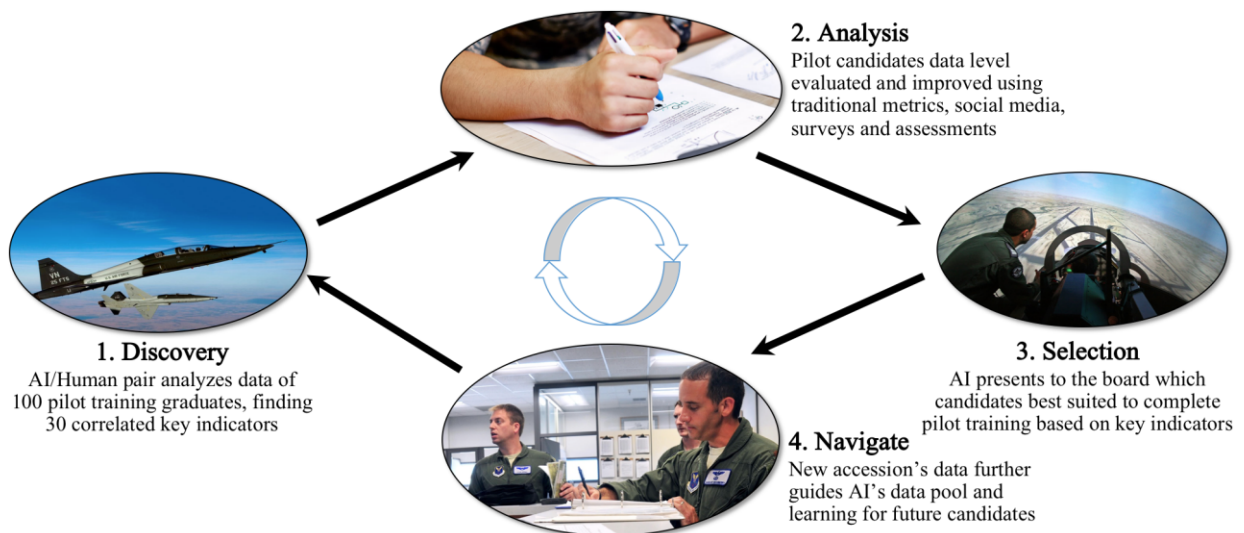 2. Analysis
Pilot candidates data level
evaluated and improved using
traditional metrics, social media,
surveys and assessments
VN
25 FTS
1. Discovery
AI/Human pair analyzes data of
100 pilot training graduates, finding
30 correlated key indicators
3. Selection
AI presents to the board which
candidates best suited to complete
pilot training based on key indicators
4. Navigate
New accession’s data further
guides AI’s data pool and
learning for future candidates